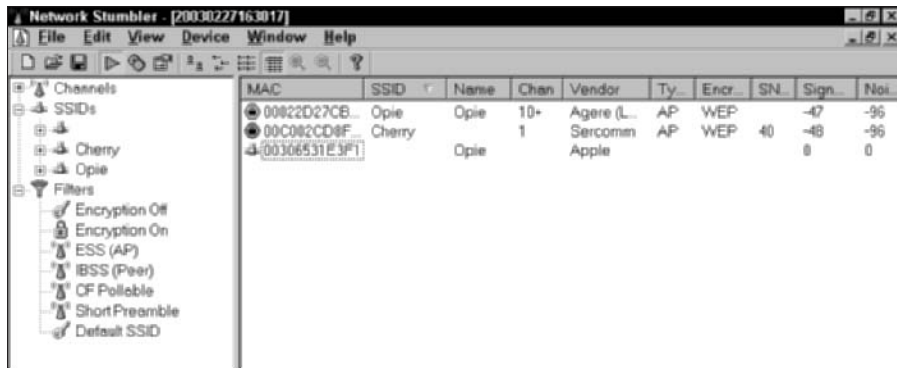 Network Stumbler - [20030227163017]
File Edit View Device Window Help
Channels
SSIDs
Cherry
Opie
Filters
Encryption Off
Encryption On
ESS (AP)
IBSS (Peer)
CF Pollable
Short Preamble
Default SSID
MAC SSID Name Chan Vendor Ty... Encr... SN... Sign... Noi...
00022D27CB... Opie Opie 10+ Agere (L... AP WEP -47 -96
00C002CD8F... Cherry 1 Sercomm AP WEP 40 -48 -96
00306531E3F1 Opie Apple 0 0